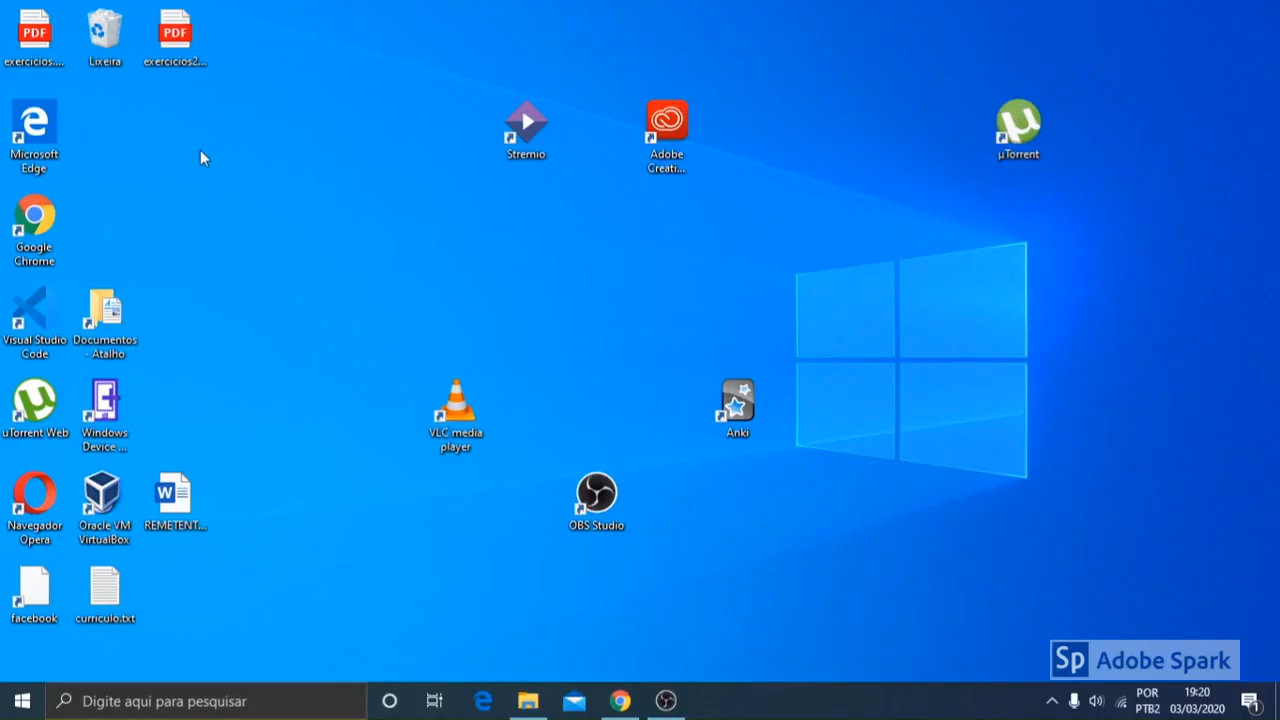 PDF
PDF
exercicios....
Lixeira
exercicios2...
Microsoft
Edge
Stremio
Adobe
Creati...
µTorrent
Google
Chrome
Visual Studio
Code
Documentos
- Atalho
uTorrent Web
Windows
Device ...
VLC media
player
Anki
W
Navegador
Opera
Oracle VM
VirtualBox
REMETENT...
OBS Studio
facebook
curriculo.txt
Sp Adobe Spark
Digite aqui para pesquisar
POR
PTB2
19:20
03/03/2020
1